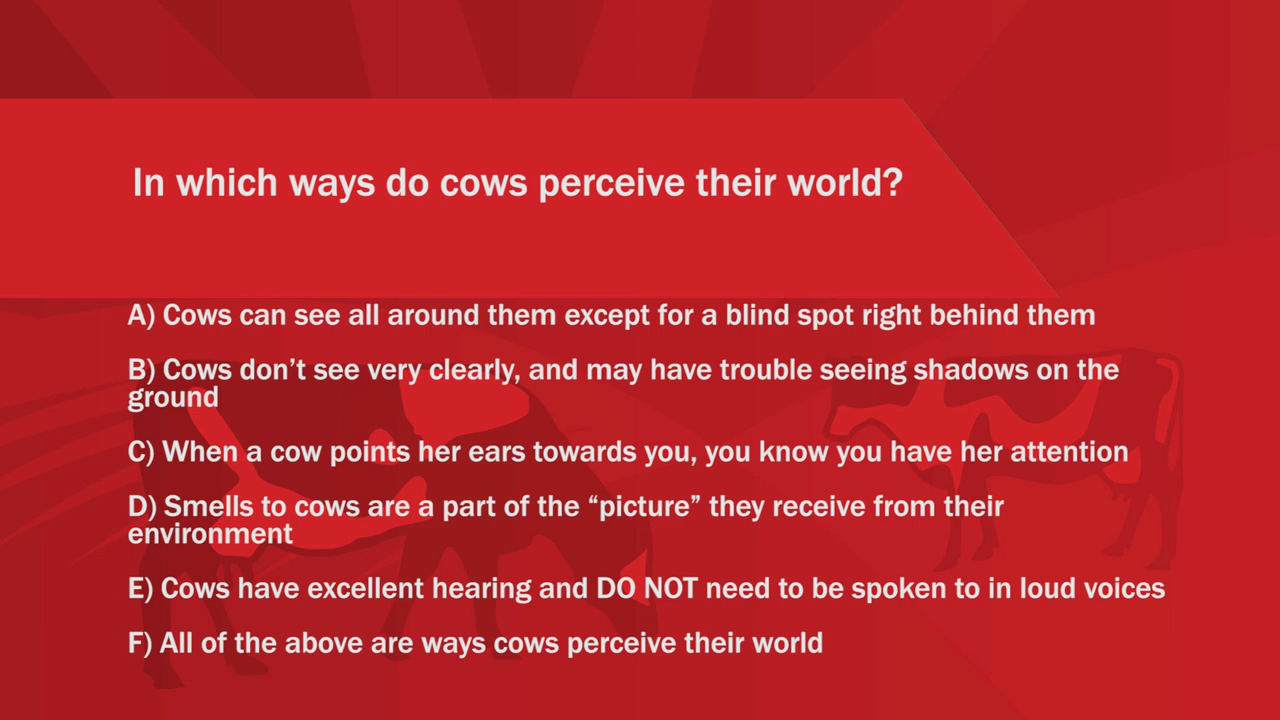 In which ways do cows perceive their world?
A) Cows can see all around them except for a blind spot right behind them
B) Cows don’t see very clearly, and may have trouble seeing shadows on the
ground
C) When a cow points her ears towards you, you know you have her attention
D) Smells to cows are a part of the “picture” they receive from their
environment
E) Cows have excellent hearing and DO NOT need to be spoken to in loud voices
F) All of the above are ways cows perceive their world